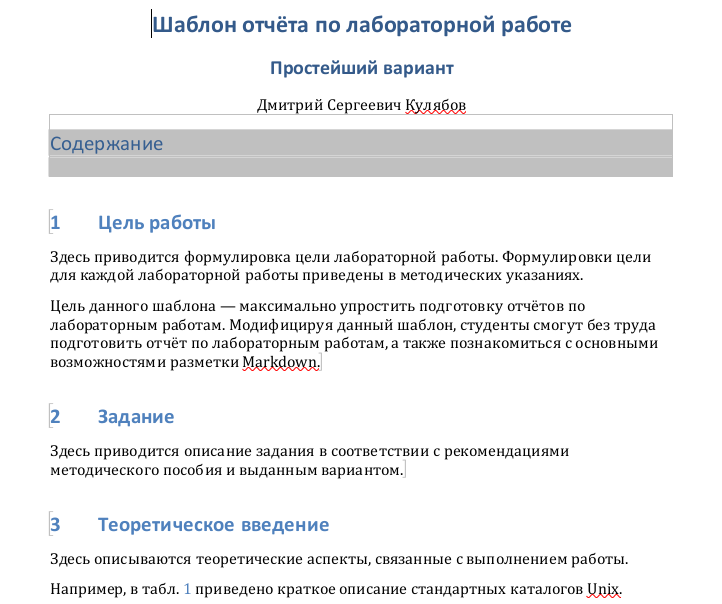 Шаблон отчёта по лабораторной работе
Простейший вариант
Дмитрий Сергеевич Кулябов
Содержание
1 Цель работы
Здесь приводится формулировка цели лабораторной работы. Формулировки цели
для каждой лабораторной работы приведены в методических указаниях.
Цель данного шаблона — максимально упростить подготовку отчётов по
лабораторным работам. Модифицируя данный шаблон, студенты смогут без труда
подготовить отчёт по лабораторным работам, а также познакомиться с основными
возможностями разметки Markdown.
2 Задание
Здесь приводится описание задания в соответствии с рекомендациями
методического пособия и выданным вариантом.
3 Теоретическое введение
Здесь описываются теоретические аспекты, связанные с выполнением работы.
Например, в табл. 1 приведено краткое описание стандартных каталогов Unix.